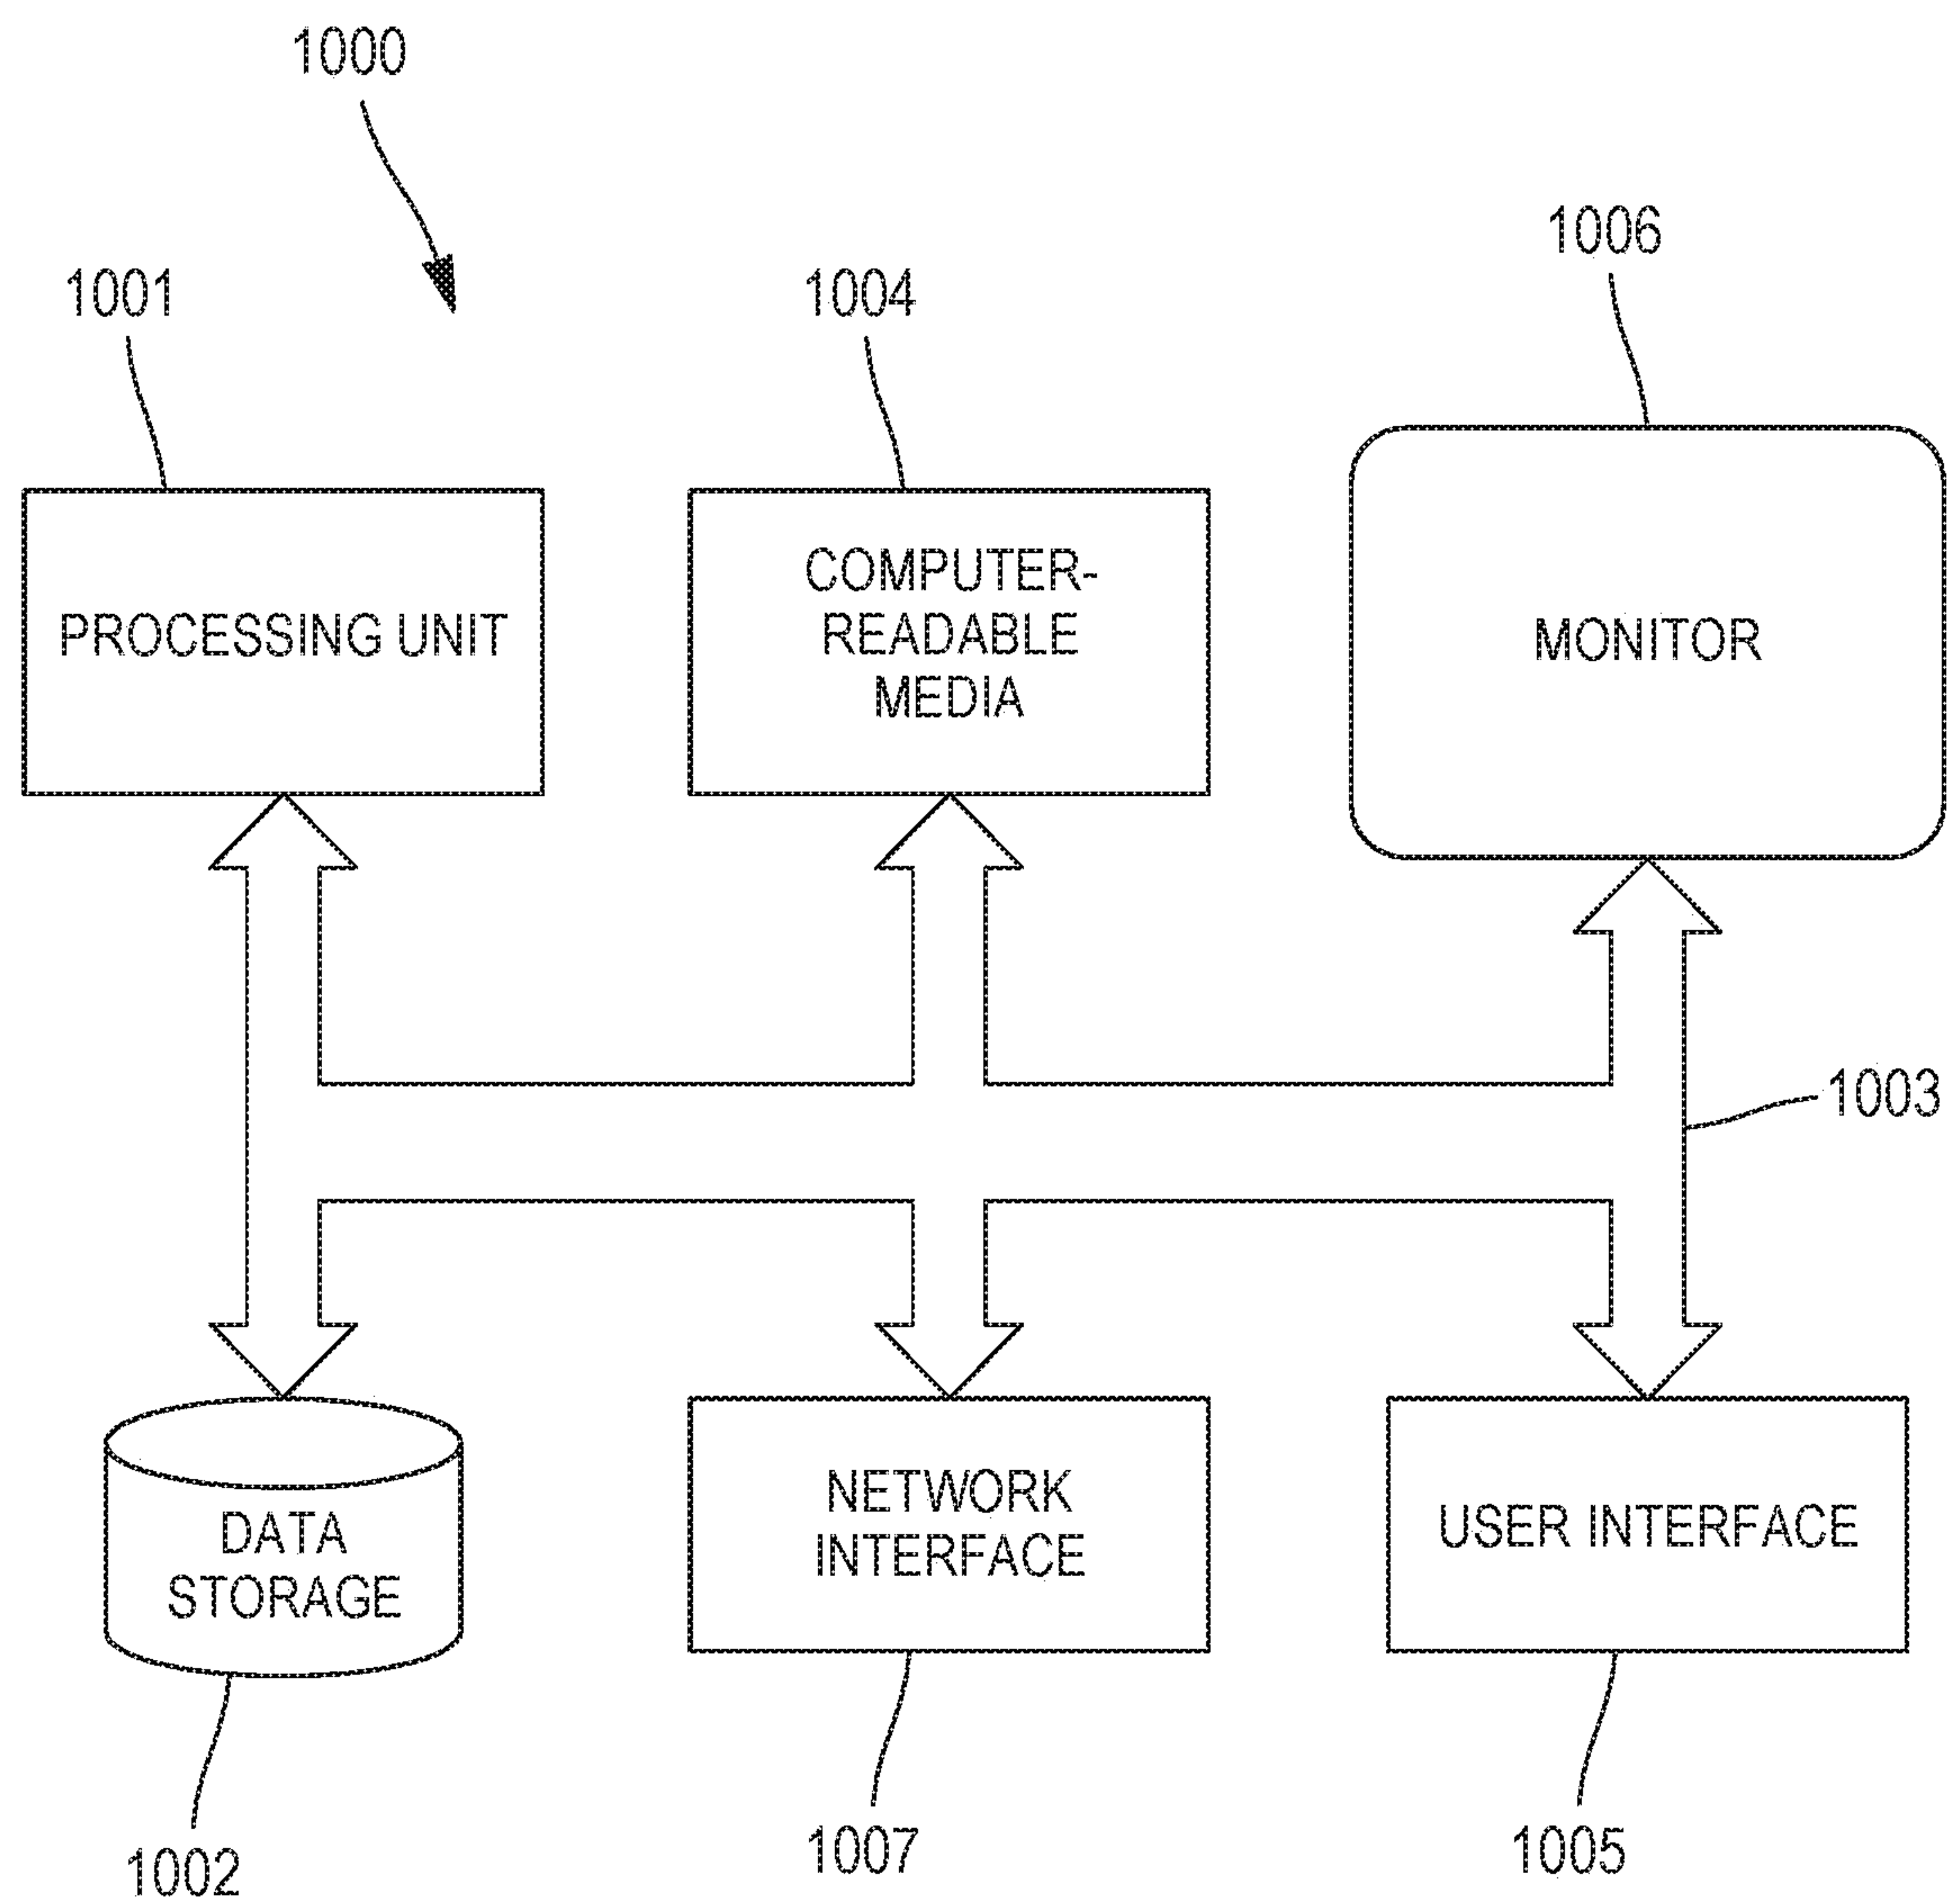 1000
1001
1004
1006
PROCESSING UNIT
COMPUTER-
READABLE
MEDIA
MONITOR
1003
DATA
STORAGE
NETWORK
INTERFACE
USER INTERFACE
1002
1007
1005